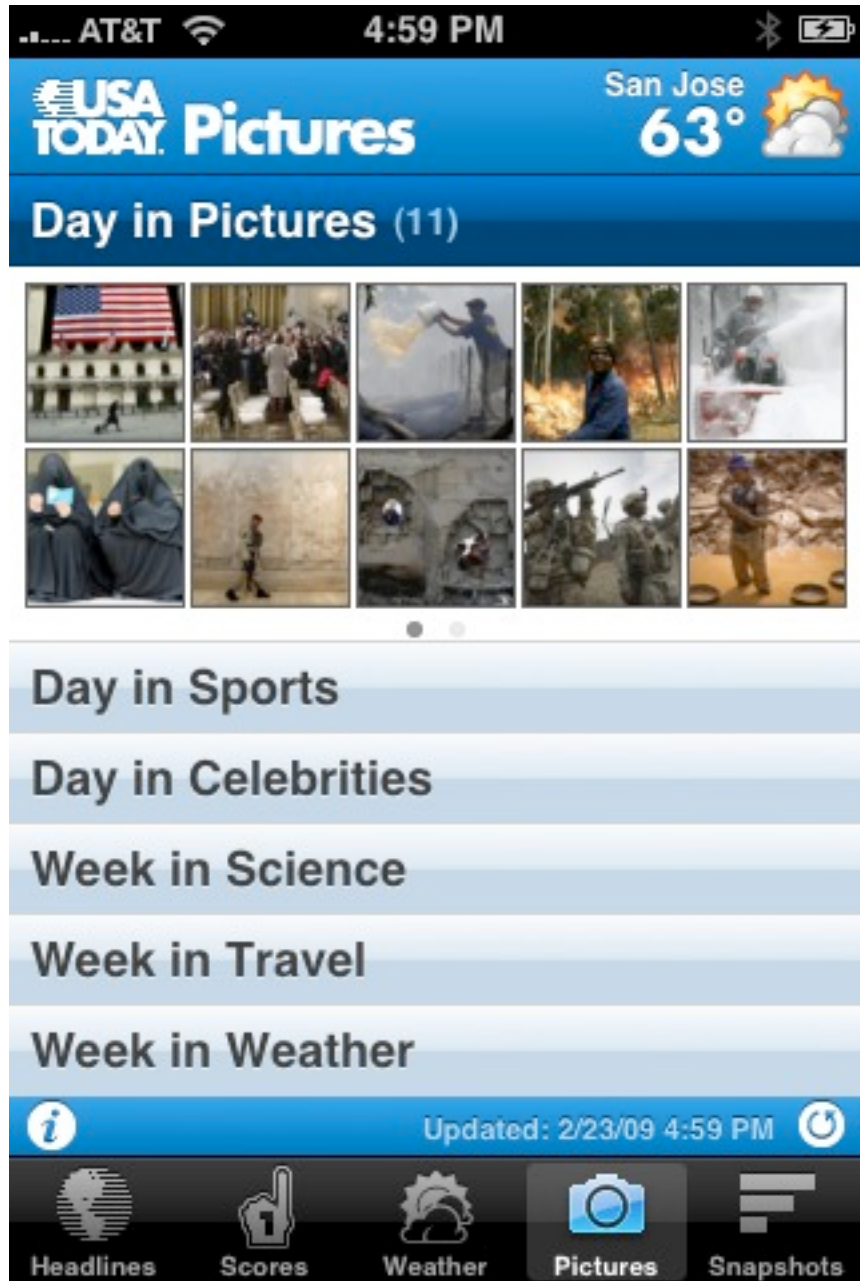 AT&T 4:59 PM
San Jose
USA TODAY. Pictures 63°
Day in Pictures (11)
Day in Sports
Day in Celebrities
Week in Science
Week in Travel
Week in Weather
i Updated: 2/23/09 4:59 PM
1
Headlines Scores Weather Pictures Snapshots